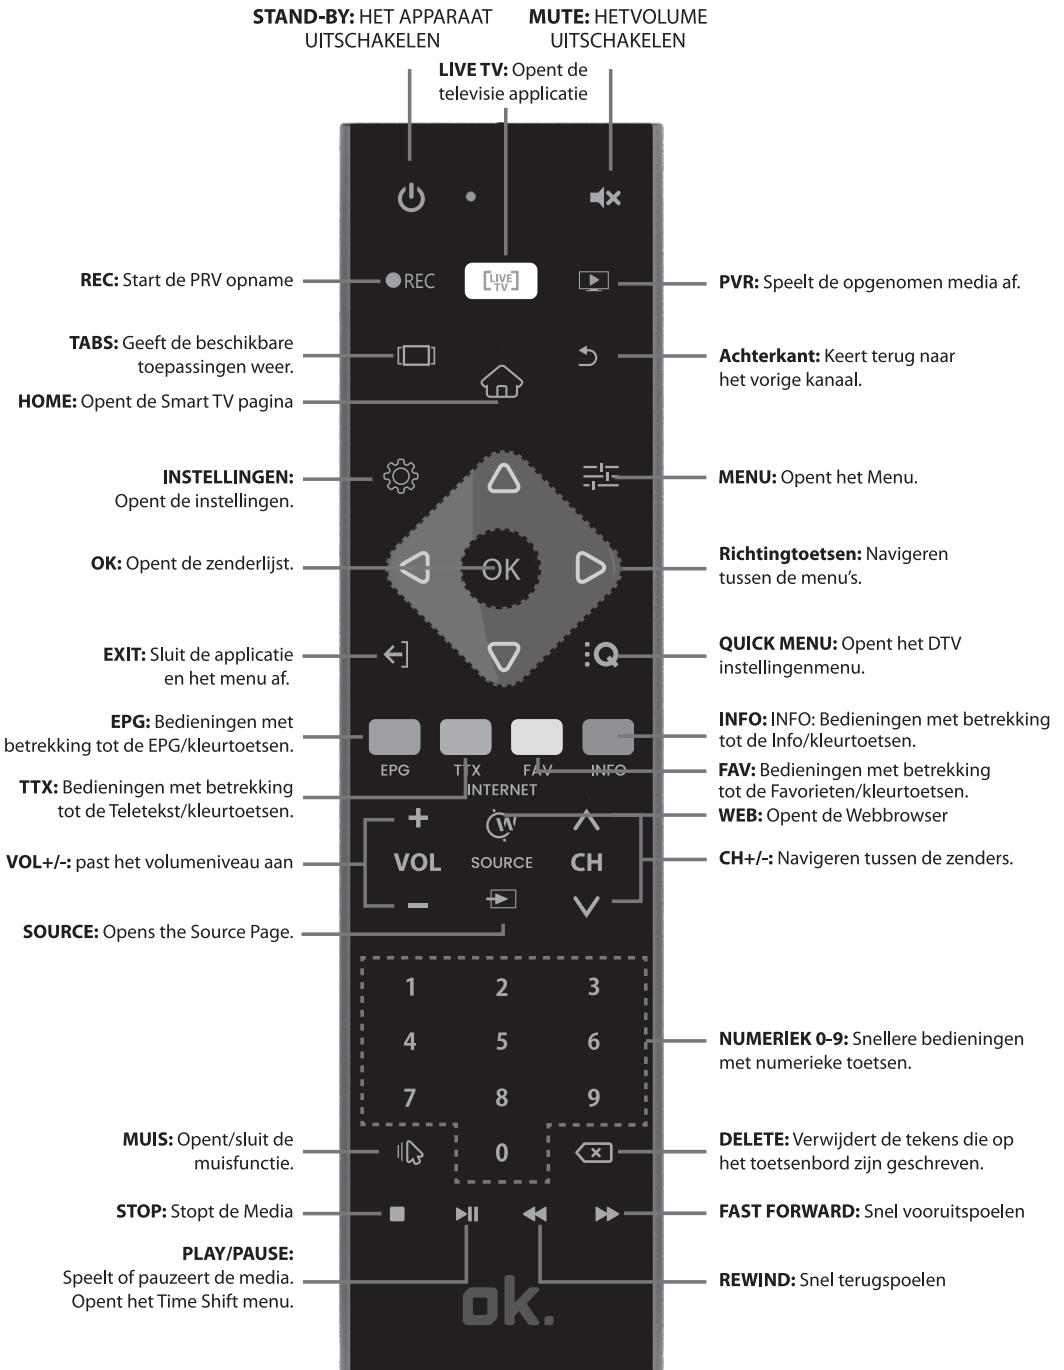 STAND-BY: HET APPARAAT
UITSCHAKELEN
MUTE: HETVOLUME
UITSCHAKELEN
LIVE TV: Opent de
televisie applicatie
REC
LIVE
TV
REC: Start de PRV opname
PVR: Speelt de opgenomen media af.
TABS: Geeft de beschikbare
toepassingen weer.
Achterkant: Keert terug naar
het vorige kanaal.
HOME: Opent de Smart TV pagina
INSTELLINGEN:
Opent de instellingen.
MENU: Opent het Menu.
OK: Opent de zenderlijst.
OK
Richtingtoetsen: Navigeren
tussen de menu's.
EXIT: Sluit de applicatie
en het menu af.
:Q
QUICK MENU: Opent het DTV
instellingenmenu.
EPG: Bedieningen met
betrekking tot de EPG/kleurtoetsen.
INFO: INFO: Bedieningen met betrekking
tot de Info/kleurtoetsen.
EPG TTX FAV INFO
TTX: Bedieningen met betrekking
tot de Teletekst/kleurtoetsen.
FAV: Bedieningen met betrekking
tot de Favorieten/kleurtoetsen.
INTERNET
WEB: Opent de Webbrowser
+ W
VOL+/-: past het volumeniveau aan
VOL SOURCE CH
CH+/-: Navigeren tussen de zenders.
SOURCE: Opens the Source Page.
1 2 3
4 5 6
NUMERIEK 0-9: Snellere bedieningen
met numerieke toetsen.
7 8 9
MUIS: Opent/sluit de
muisfunctie.
0
DELETE: Verwijdert de tekens die op
het toetsenbord zijn geschreven.
STOP: Stopt de Media
FAST FORWARD: Snel vooruitspoelen
PLAY/PAUSE:
Speelt of pauzeert de media.
Opent het Time Shift menu.
REWIND: Snel terugspoelen
ok.